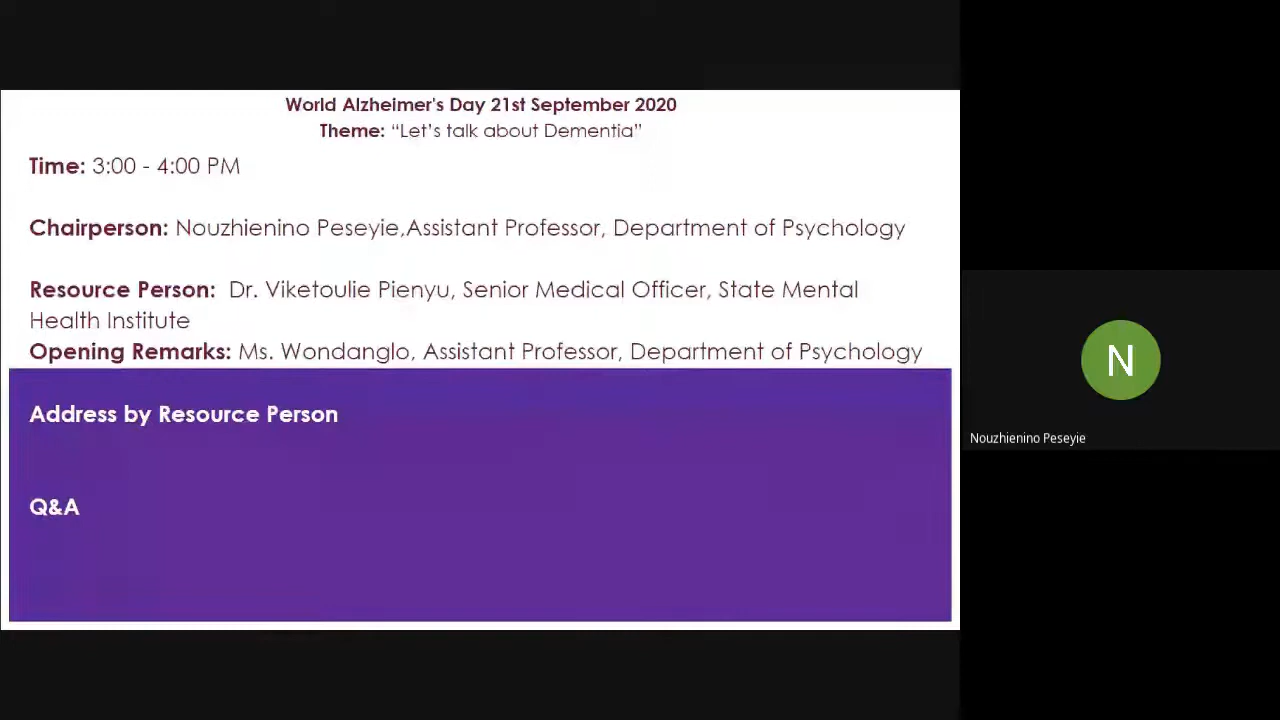 World Alzheimer's Day 21st September 2020
Theme: “Let’s talk about Dementia”
Time: 3:00 - 4:00 PM
Chairperson: Nouzhienino Peseyie,Assistant Professor, Department of Psychology
Resource Person: Dr. Viketoulie Pienyu, Senior Medical Officer, State Mental
Health Institute
Opening Remarks: Ms. Wondanglo, Assistant Professor, Department of Psychology
Address by Resource Person
Q&A
N
Nouzhienino Peseyie